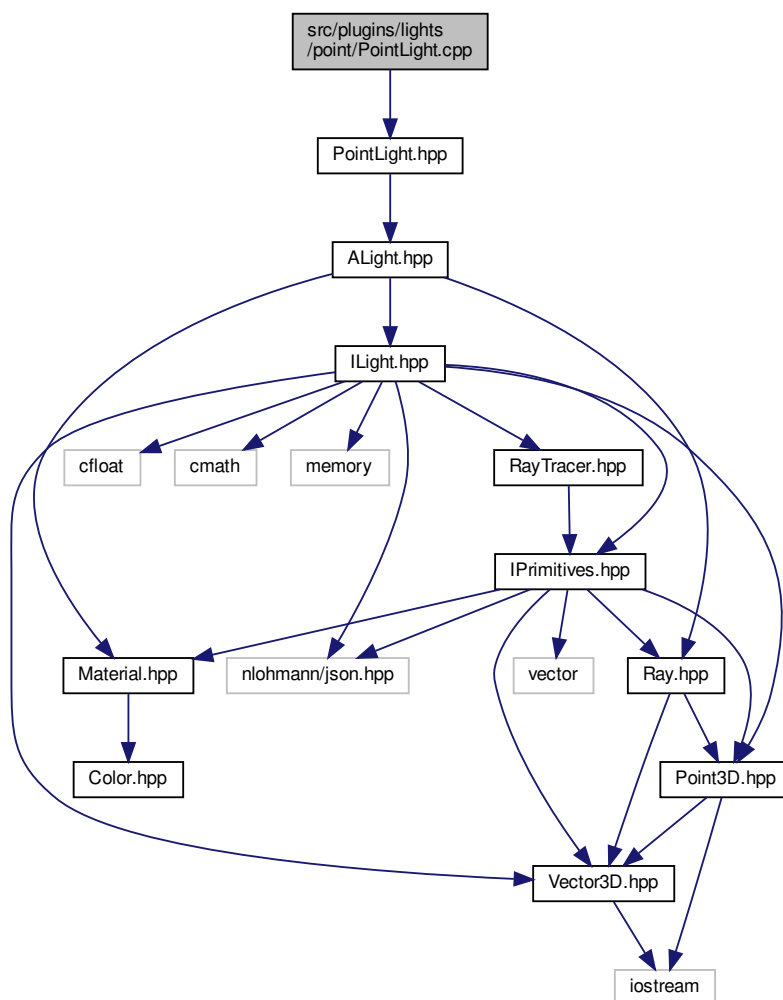 src/plugins/lights
/point/PointLight.cpp
PointLight.hpp
ALight.hpp
ILight.hpp
cfloat
cmath
memory
RayTracer.hpp
IPrimitives.hpp
Material.hpp
nlohmann/json.hpp
vector
Ray.hpp
Color.hpp
Point3D.hpp
Vector3D.hpp
iostream